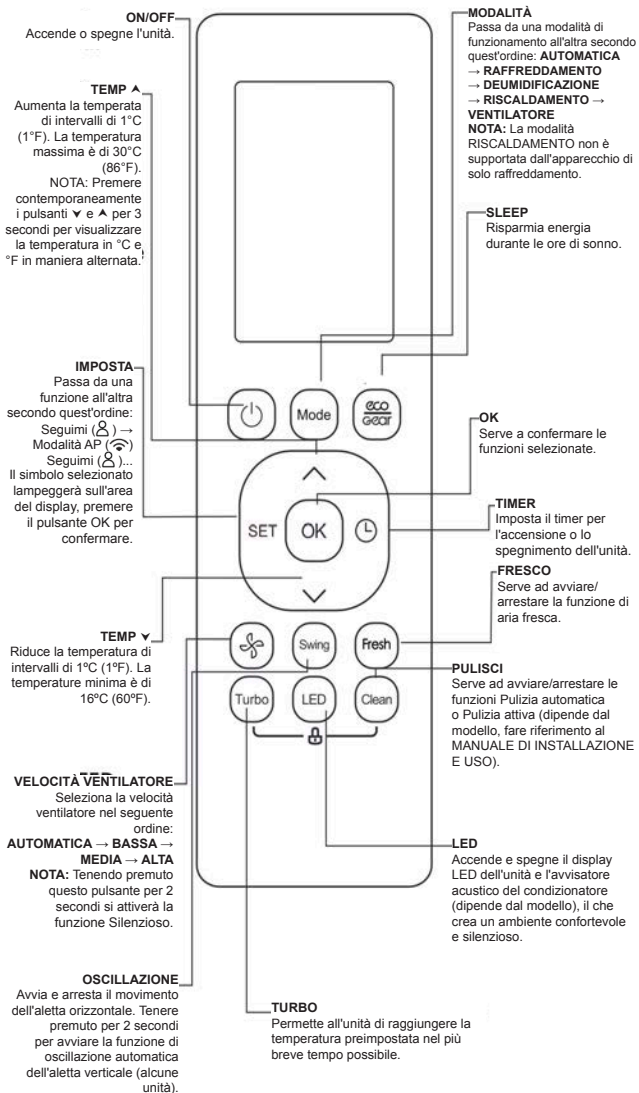 ON/OFF
Accende o spegne l'unità.
TEMP ^
Aumenta la temperata
di intervalli di 1°C
(1°F). La temperatura
massima è di 30°C
(86°F).
NOTA: Premere
contemporaneamente
i pulsanti ˅ e ^ per 3
secondi per visualizzare
la temperatura in °C e
°F in maniera alternata.
IMPOSTA
Passa da una
funzione all'altra
secondo quest'ordine:
Seguimi ( ) →
Modalità AP ( )
Seguimi ( )...
Il simbolo selezionato
lampeggerà sull'area
del display, premere
il pulsante OK per
confermare.
TEMP ˅
Riduce la temperatura di
intervalli di 1ºC (1ºF). La
temperature minima è di
16ºC (60ºF).
VELOCITÀ VENTILATORE
Seleziona la velocità
ventilatore nel seguente
ordine:
AUTOMATICA → BASSA →
MEDIA → ALTA
NOTA: Tenendo premuto
questo pulsante per 2
secondi si attiverà la
funzione Silenzioso.
OSCILLAZIONE
Avvia e arresta il movimento
dell'aletta orizzontale. Tenere
premuto per 2 secondi
per avviare la funzione di
oscillazione automatica
dell'aletta verticale (alcune
unità).
Mode
eco
Gear
SET
OK
Swing
Fresh
Turbo
LED
Clean
MODALITÀ
Passa da una modalità di
funzionamento all'altra secondo
quest'ordine: AUTOMATICA
→ RAFFREDDAMENTO
→ DEUMIDIFICAZIONE
→ RISCALDAMENTO →
VENTILATORE
NOTA: La modalità
RISCALDAMENTO non è
supportata dall'apparecchio di
solo raffreddamento.
SLEEP
Risparmia energia
durante le ore di sonno.
OK
Serve a confermare le
funzioni selezionate.
TIMER
Imposta il timer per
l'accensione o lo
spegnimento dell'unità.
FRESCO
Serve ad avviare/
arrestare la funzione di
aria fresca.
PULISCI
Serve ad avviare/arrestare le
funzioni Pulizia automatica
o Pulizia attiva (dipende dal
modello, fare riferimento al
MANUALE DI INSTALLAZIONE
E USO).
LED
Accende e spegne il display
LED dell'unità e l'avvisatore
acustico del condizionatore
(dipende dal modello), il che
crea un ambiente confortevole
e silenzioso.
TURBO
Permette all'unità di raggiungere la
temperatura preimpostata nel più
breve tempo possibile.